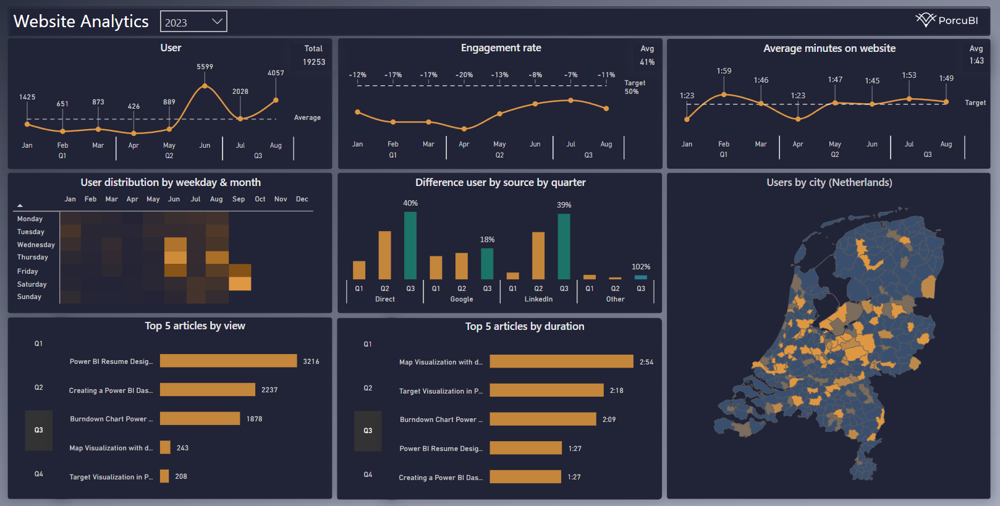 Website Analytics
2023
PorcuBI
User
Total
19253
1425
651
873
426
889
5599
2028
4057
Average
Jan Feb Mar Apr May Jun Jul Aug
Q1 Q2 Q3
Engagement rate
Avg
41%
-12% -17% -17% -20% -13% -8% -7% -11%
Target
50%
Jan Feb Mar Apr May Jun Jul Aug
Q1 Q2 Q3
Average minutes on website
Avg
1:43
1:23
1:59
1:46
1:23
1:47
1:45
1:53
1:49
Target
Jan Feb Mar Apr May Jun Jul Aug
Q1 Q2 Q3
User distribution by weekday & month
Jan Feb Mar Apr May Jun Jul Aug Sep Oct Nov Dec
Monday
Tuesday
Wednesday
Thursday
Friday
Saturday
Sunday
Difference user by source by quarter
40%
18%
39%
102%
Q1 Q2 Q3 Q1 Q2 Q3 Q1 Q2 Q3 Q1 Q2 Q3
Direct Google LinkedIn Other
Users by city (Netherlands)
Top 5 articles by view
Q1
Q2
Q3
Q4
Power BI Resume Desig... 3216
Creating a Power BI Das... 2237
Burndown Chart Power ... 1878
Map Visualization with d... 243
Target Visualization in P... 208
Top 5 articles by duration
Q1
Q2
Q3
Q4
Map Visualization with d... 2:54
Target Visualization in P... 2:18
Burndown Chart Power ... 2:09
Power BI Resume Desig... 1:27
Creating a Power BI Das... 1:27